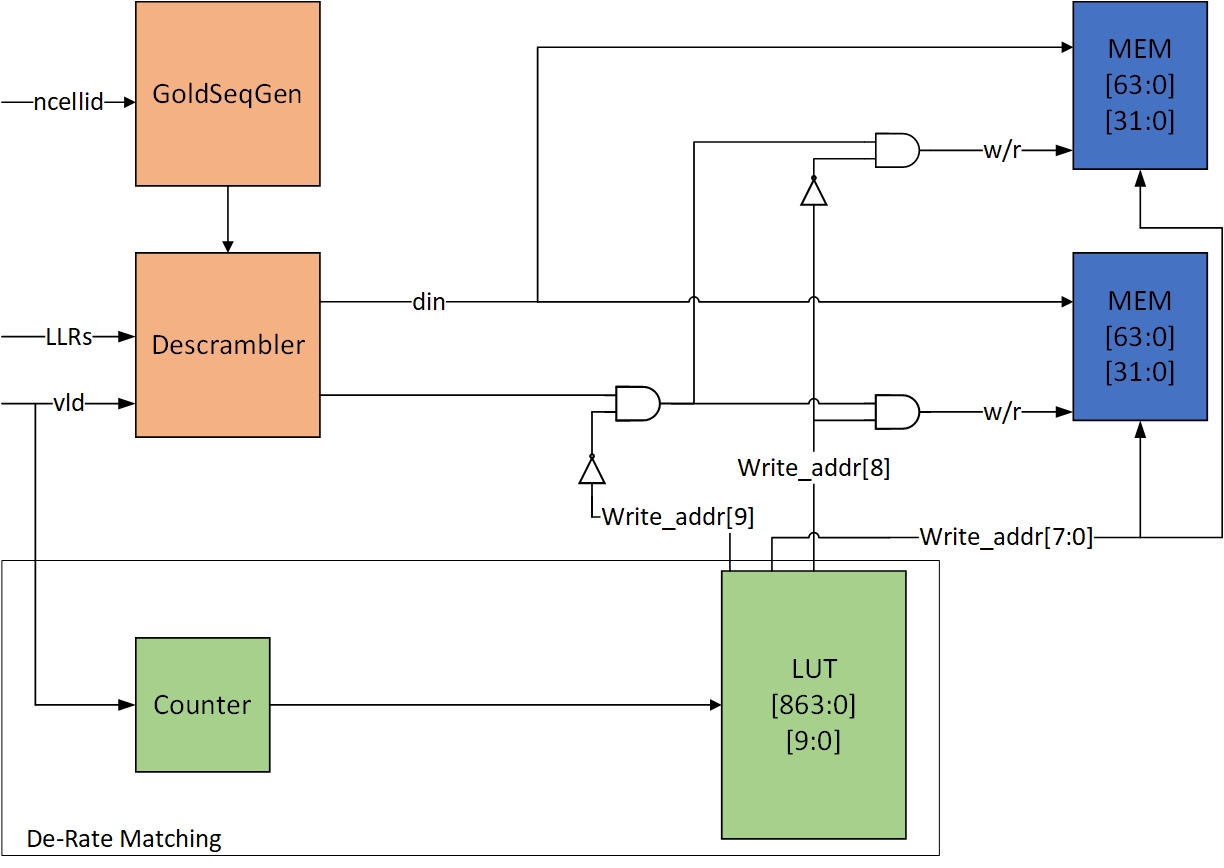 GoldSeqGen
ncellid
MEM
[63:0]
[31:0]
w/r
din
LLRs
Descrambler
vld
MEM
[63:0]
[31:0]
w/r
Write_addr[8]
Write_addr[9]
Write_addr[7:0]
Counter
LUT
[863:0]
[9:0]
De-Rate Matching